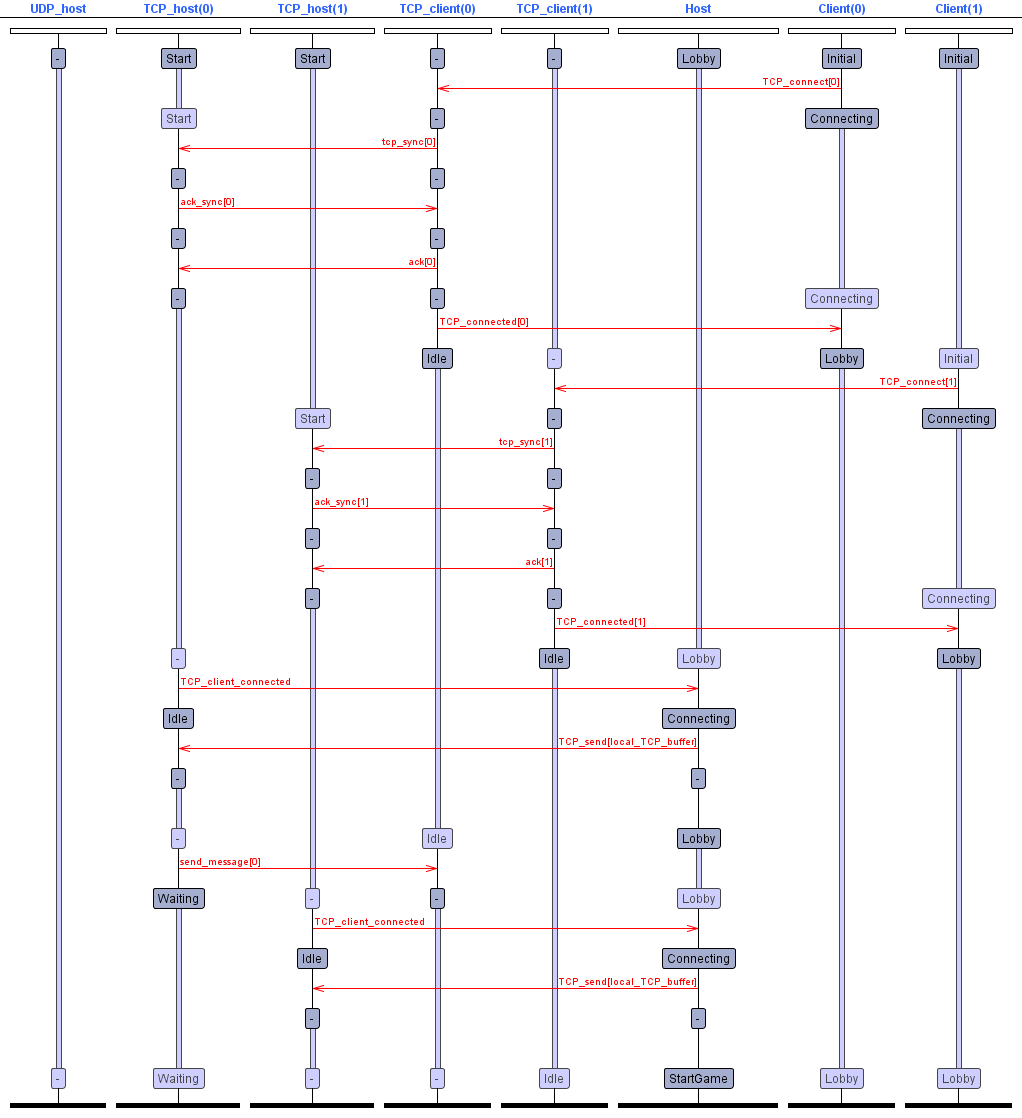 UDP_host TCP_host(0) TCP_host(1) TCP_client(0) TCP_client(1) Host Client(0) Client(1)
- Start Start - - Lobby Initial Initial
TCP_connect[0]
Start - Connecting
tcp_sync[0]
- -
ack_sync[0]
- -
ack[0]
- - Connecting
TCP_connected[0]
Idle - Lobby Initial
TCP_connect[1]
Start - Connecting
tcp_sync[1]
- -
ack_sync[1]
- -
ack[1]
- - Connecting
TCP_connected[1]
- Idle Lobby Lobby
TCP_client_connected
Idle Connecting
TCP_send[local_TCP_buffer]
- -
- Idle Lobby
send_message[0]
Waiting - - Lobby
TCP_client_connected
Idle Connecting
TCP_send[local_TCP_buffer]
- -
- Waiting - - Idle StartGame Lobby Lobby